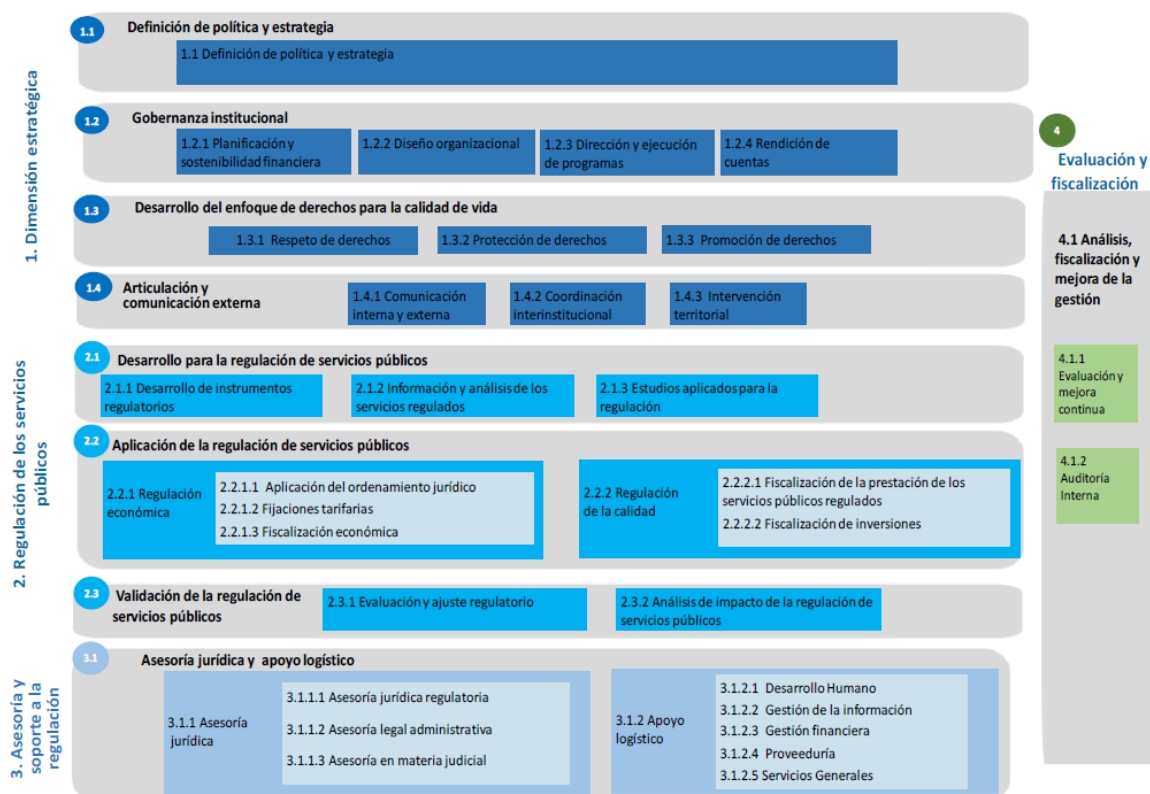 1. Dimensión estratégica
1.1
Definición de política y estrategia
1.1 Definición de política y estrategia
1.2
Gobernanza institucional
1.2.1 Planificación y
sostenibilidad financiera
1.2.2 Diseño organizacional
1.2.3 Dirección y ejecución
de programas
1.2.4 Rendición de
cuentas
1.3
Desarrollo del enfoque de derechos para la calidad de vida
1.3.1 Respeto de derechos
1.3.2 Protección de derechos
1.3.3 Promoción de derechos
1.4
Articulación y
comunicación externa
1.4.1 Comunicación
interna y externa
1.4.2 Coordinación
interinstitucional
1.4.3 Intervención
territorial
2. Regulación de los servicios
públicos
2.1
Desarrollo para la regulación de servicios públicos
2.1.1 Desarrollo de instrumentos
regulatorios
2.1.2 Información y análisis de los
servicios regulados
2.1.3 Estudios aplicados para la
regulación
2.2
Aplicación de la regulación de servicios públicos
2.2.1 Regulación
económica
2.2.1.1 Aplicación del ordenamiento jurídico
2.2.1.2 Fijaciones tarifarias
2.2.1.3 Fiscalización económica
2.2.2 Regulación
de la calidad
2.2.2.1 Fiscalización de la prestación de los
servicios públicos regulados
2.2.2.2 Fiscalización de inversiones
2.3
Validación de la regulación de
servicios públicos
2.3.1 Evaluación y ajuste regulatorio
2.3.2 Análisis de impacto de la regulación de
servicios públicos
3. Asesoría y
soporte a la
regulación
3.1
Asesoría jurídica y apoyo logístico
3.1.1 Asesoría
jurídica
3.1.1.1 Asesoría jurídica regulatoria
3.1.1.2 Asesoría legal administrativa
3.1.1.3 Asesoría en materia judicial
3.1.2 Apoyo
logístico
3.1.2.1 Desarrollo Humano
3.1.2.2 Gestión de la información
3.1.2.3 Gestión financiera
3.1.2.4 Proveeduría
3.1.2.5 Servicios Generales
4
Evaluación y
fiscalización
4.1 Análisis,
fiscalización y
mejora de la
gestión
4.1.1
Evaluación y
mejora
continua
4.1.2
Auditoría
Interna